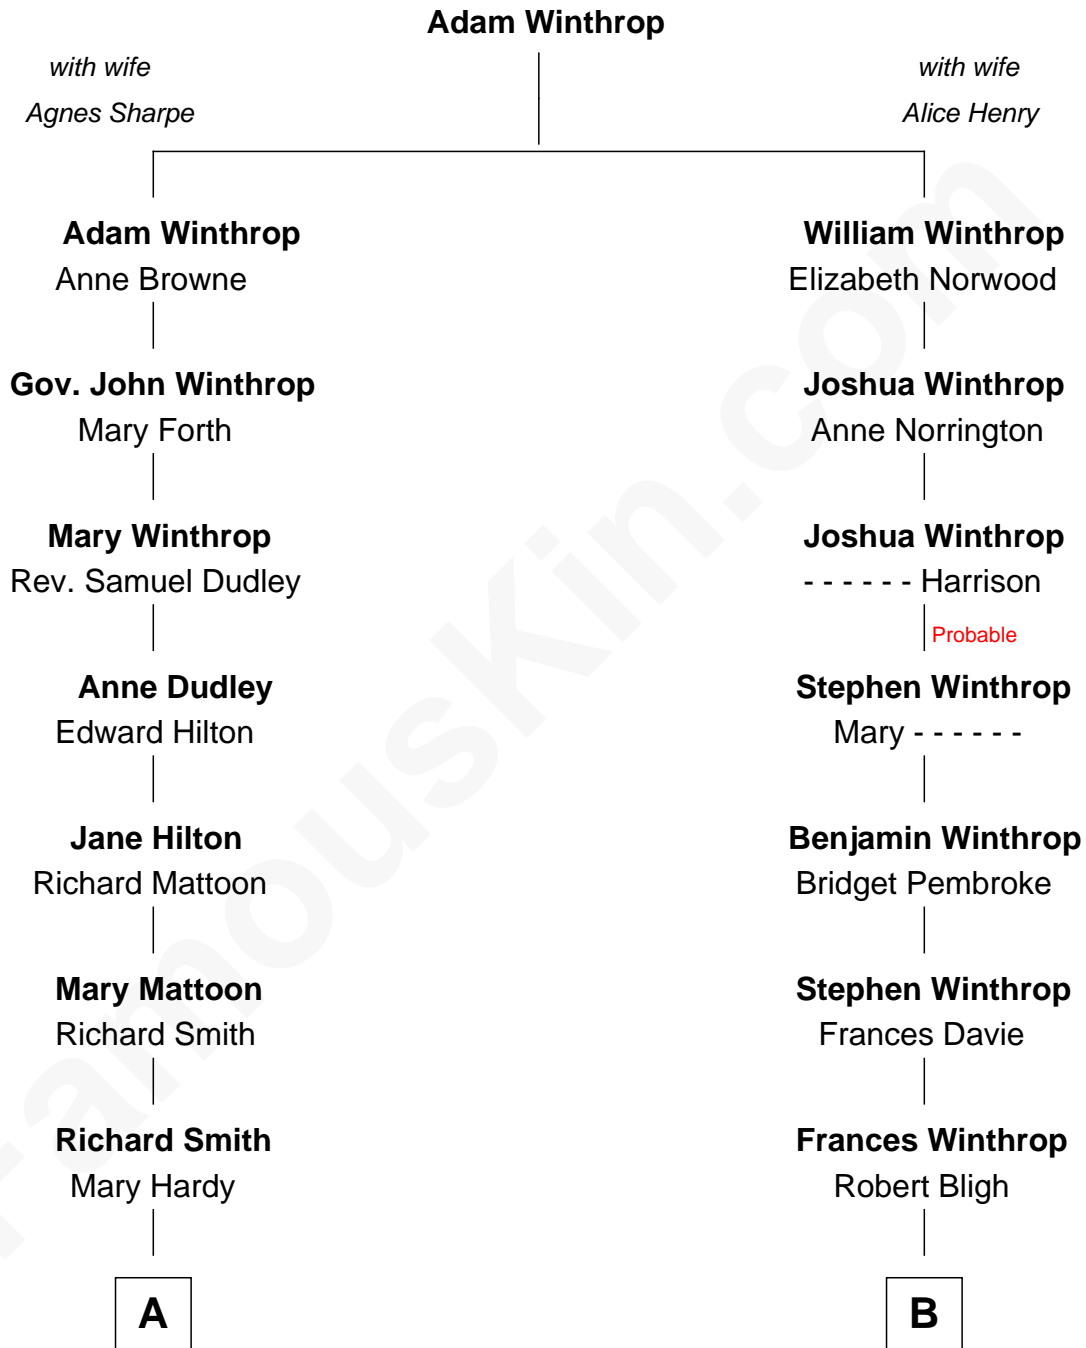 Adam Winthrop
with wife
Agnes Sharpe
with wife
Alice Henry
Adam Winthrop
Anne Browne
William Winthrop
Elizabeth Norwood
Gov. John Winthrop
Mary Forth
Joshua Winthrop
Anne Norrington
Mary Winthrop
Rev. Samuel Dudley
Joshua Winthrop
- - - - - - Harrison
Probable
Anne Dudley
Edward Hilton
Stephen Winthrop
Mary - - - - - -
Jane Hilton
Richard Mattoon
Benjamin Winthrop
Bridget Pembroke
Mary Mattoon
Richard Smith
Stephen Winthrop
Frances Davie
Richard Smith
Mary Hardy
Frances Winthrop
Robert Bligh
A
B
FamousKin.com